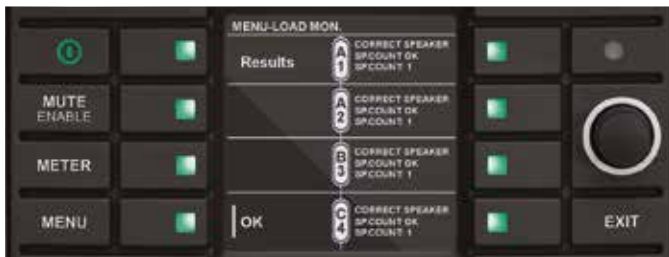 MENU-LOAD MON.
Results
A
1
CORRECT SPEAKER
SP.COUNT OK
SP.COUNT: 1
MUTE
ENABLE
A
2
CORRECT SPEAKER
SP.COUNT OK
SP.COUNT: 1
METER
B
3
CORRECT SPEAKER
SP.COUNT OK
SP.COUNT: 1
MENU
OK
C
4
CORRECT SPEAKER
SP.COUNT OK
SP.COUNT: 1
EXIT